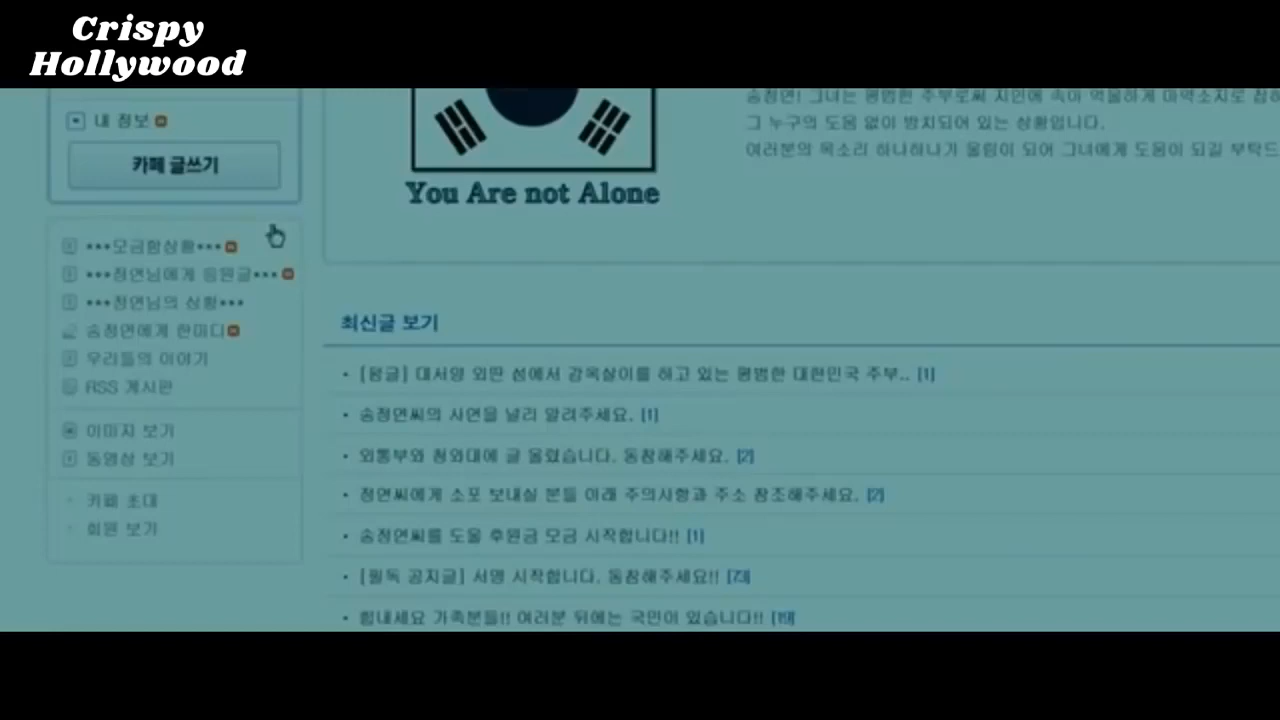 Crispy
Hollywood
송정연! 그녀는 평범한 주부로써 지인에 속아 억울하게 마약소지로
내 정보
그 누구의 도움 없이 방치되어 있는 상황입니다.
카페 글쓰기
여러분의 목소리 하나하나가 울림이 되어 그녀에게 도움이 되길
You Are not Alone
***모금함상황***
***정연님에게 응원글***
***정연님의 상황***
송정연에게 한마디
우리들의 이야기
RSS 게시판
이미지 보기
동영상 보기
카페 초대
회원 보기
최신글 보기
• [펌글] 대서양 외딴 섬에서 감옥살이를 하고 있는 평범한 대한민국 주부.. [1]
• 송정연씨의 사연을 널리 알려주세요. [1]
• 외통부와 청와대에 글 올렸습니다. 동참해주세요. [2]
• 정연씨에게 소포 보내실 분들 아래 주의사항과 주소 참조해주세요. [2]
• 송정연씨를 도울 후원금 모금 시작합니다!! [1]
• [필독 공지글] 서명 시작합니다. 동참해주세요!! [73]
• 힘내세요 가족분들!! 여러분 뒤에는 국민이 있습니다!! [19]